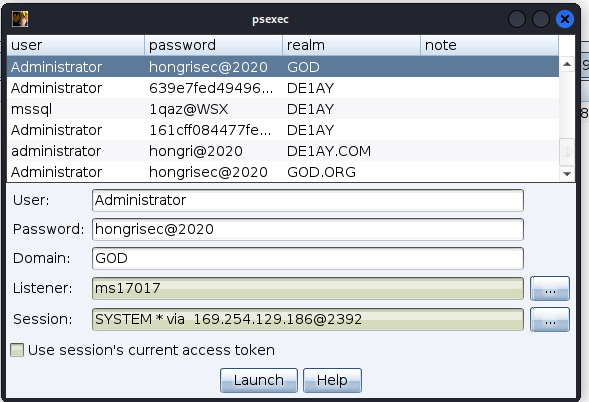 psexec
user password realm note
Administrator hongrisec@2020 GOD
Administrator 639e7fed49496... DE1AY
mssql 1qaz@WSX DE1AY
Administrator 161cff084477fe... DE1AY
administrator hongri@2020 DE1AY.COM
Administrator hongrisec@2020 GOD.ORG
User: Administrator
Password: hongrisec@2020
Domain: GOD
Listener: ms17017 ...
Session: SYSTEM * via 169.254.129.186@2392 ...
Use session's current access token
Launch Help
9
8